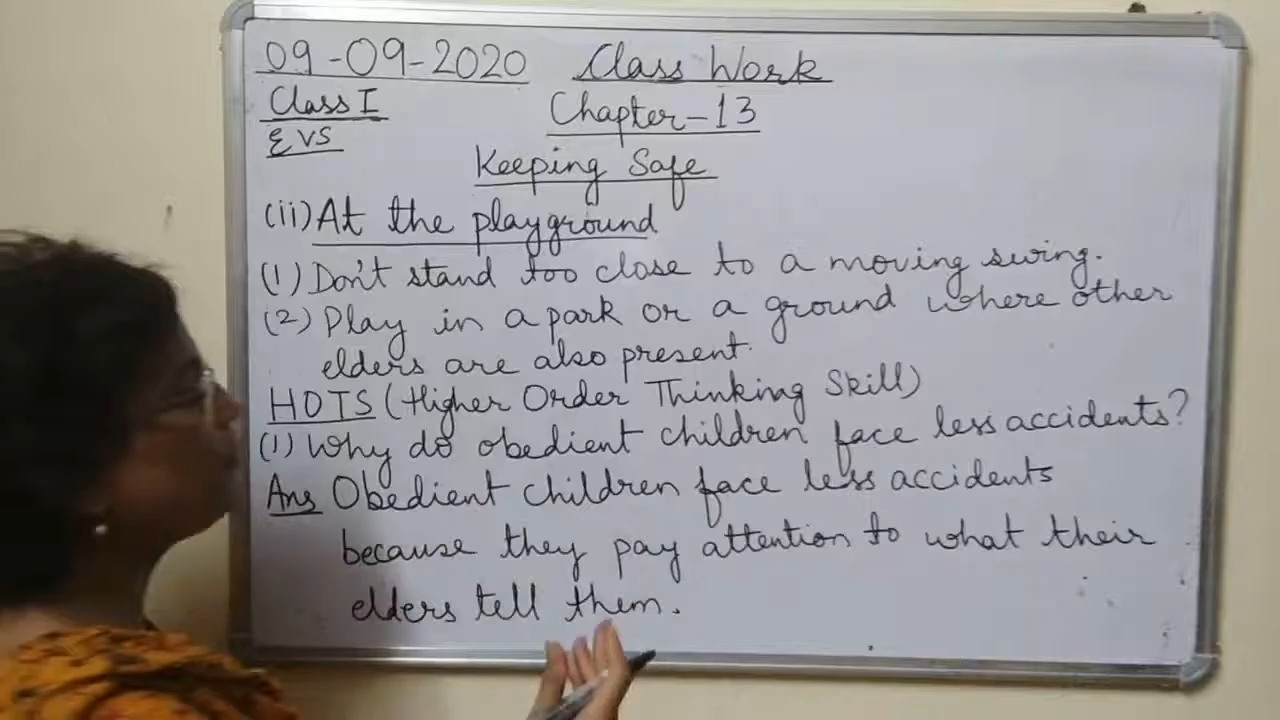 09-09-2020 Class Work
Class I Chapter-13
EVS
Keeping Safe
(ii) At the playground
(1) Don't stand too close to a moving swing.
(2) Play in a park or a ground where other
elders are also present.
HOTS (Higher Order Thinking Skill)
(1) Why do obedient children face less accidents?
Ans Obedient children face less accidents
because they pay attention to what their
elders tell them.